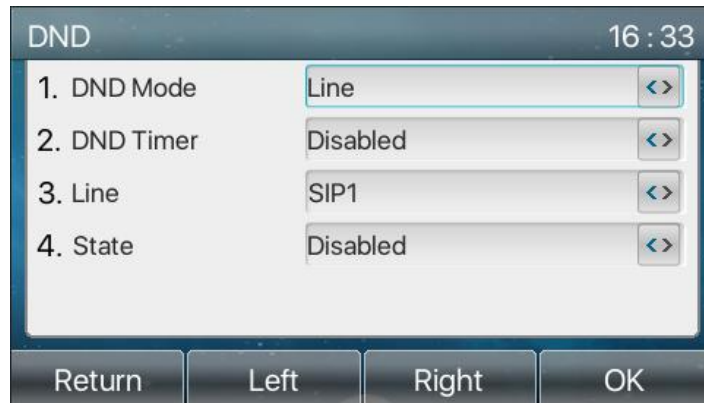 DND 16:33
1. DND Mode Line
2. DND Timer Disabled
3. Line SIP1
4. State Disabled
Return Left Right OK